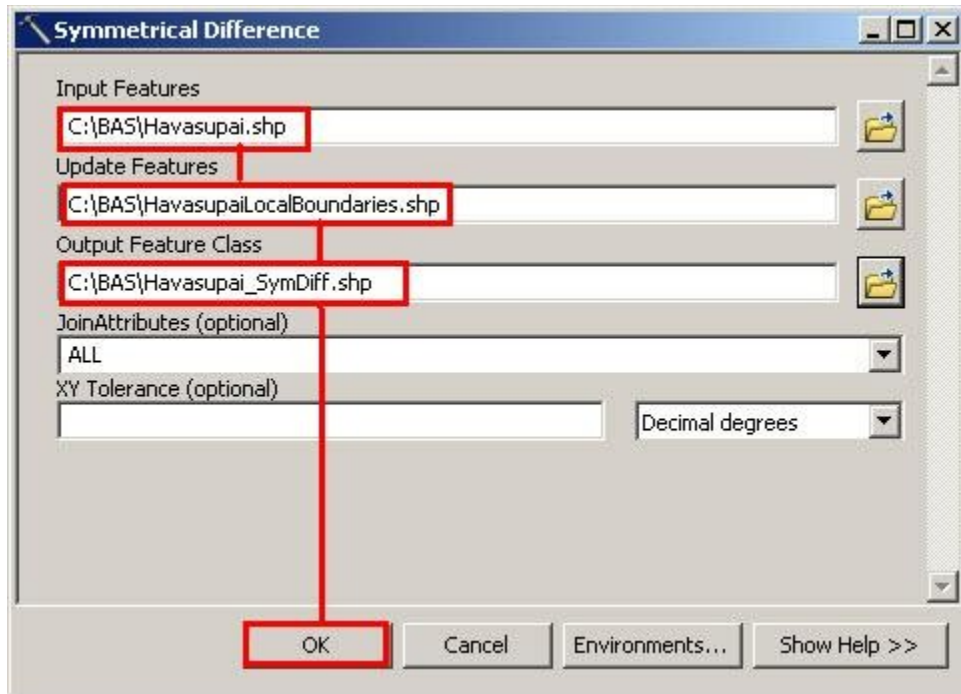 Symmetrical Difference
Input Features
C:\BAS\Havasupai.shp
Update Features
C:\BAS\HavasupaiLocalBoundaries.shp
Output Feature Class
C:\BAS\Havasupai_SymDiff.shp
JoinAttributes (optional)
ALL
XY Tolerance (optional)
Decimal degrees
OK Cancel Environments... Show Help >>